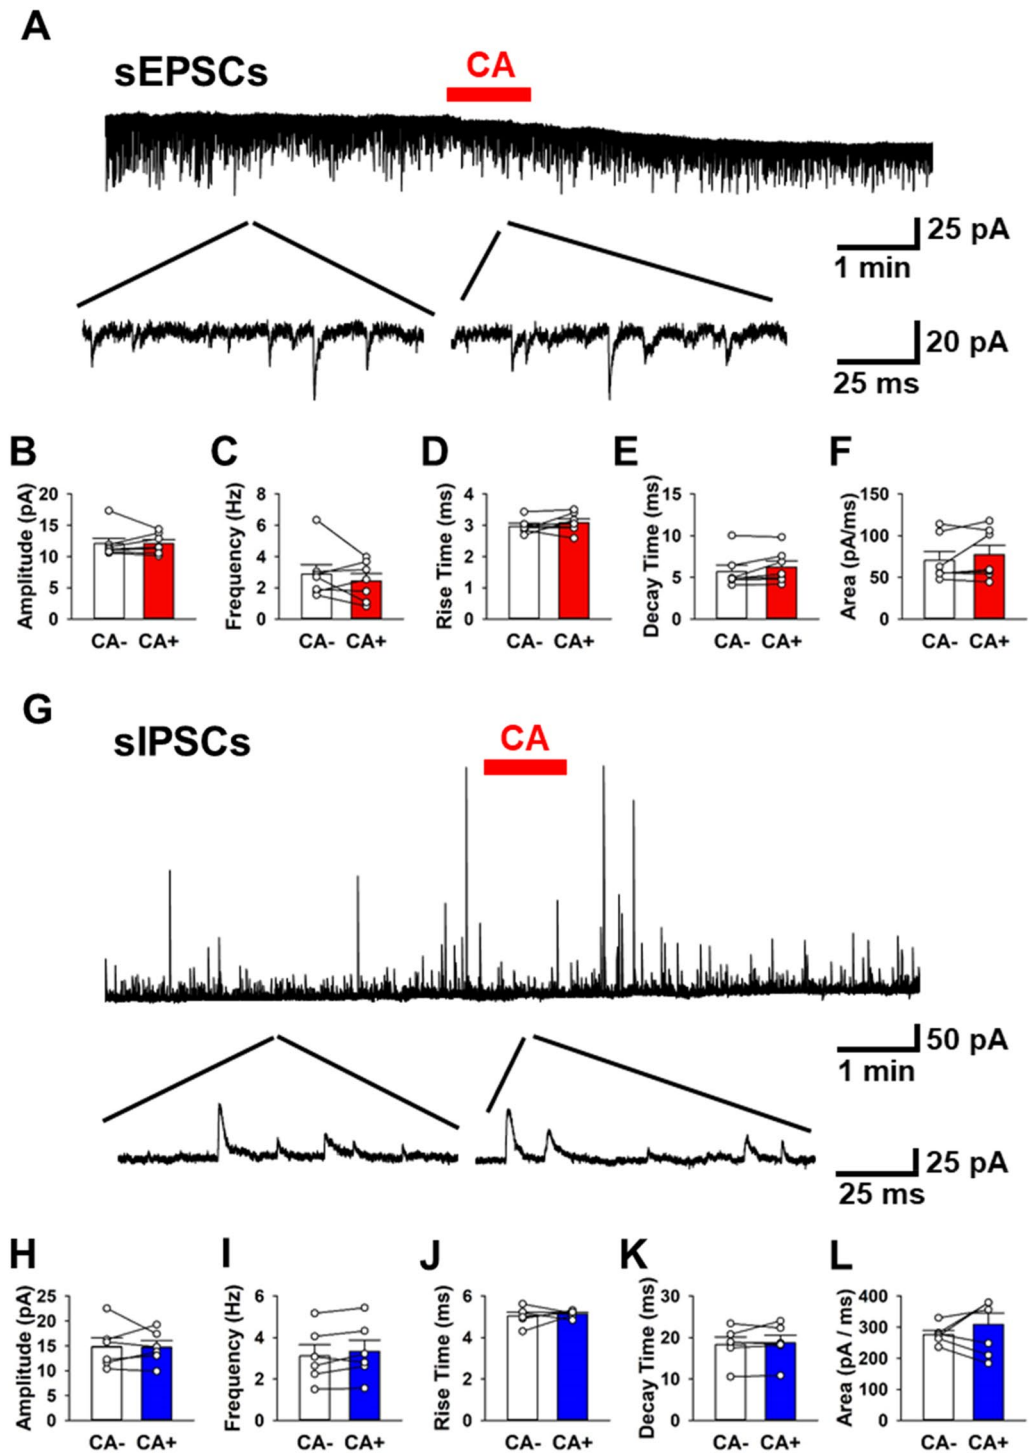 A
sEPSCs
CA
25 pA
1 min
20 pA
25 ms
B
Amplitude (pA)
20
15
10
5
0
CA- CA+
C
Frequency (Hz)
8
6
4
2
0
CA- CA+
D
Rise Time (ms)
4
3
2
1
0
CA- CA+
E
Decay Time (ms)
15
10
5
0
CA- CA+
F
Area (pA/ms)
150
100
50
0
CA- CA+
G
sIPSCs
CA
50 pA
1 min
25 pA
25 ms
H
Amplitude (pA)
25
20
15
10
5
0
CA- CA+
I
Frequency (Hz)
6
4
2
0
CA- CA+
J
Rise Time (ms)
6
4
2
0
CA- CA+
K
Decay Time (ms)
30
20
10
0
CA- CA+
L
Area (pA / ms)
400
300
200
100
0
CA- CA+